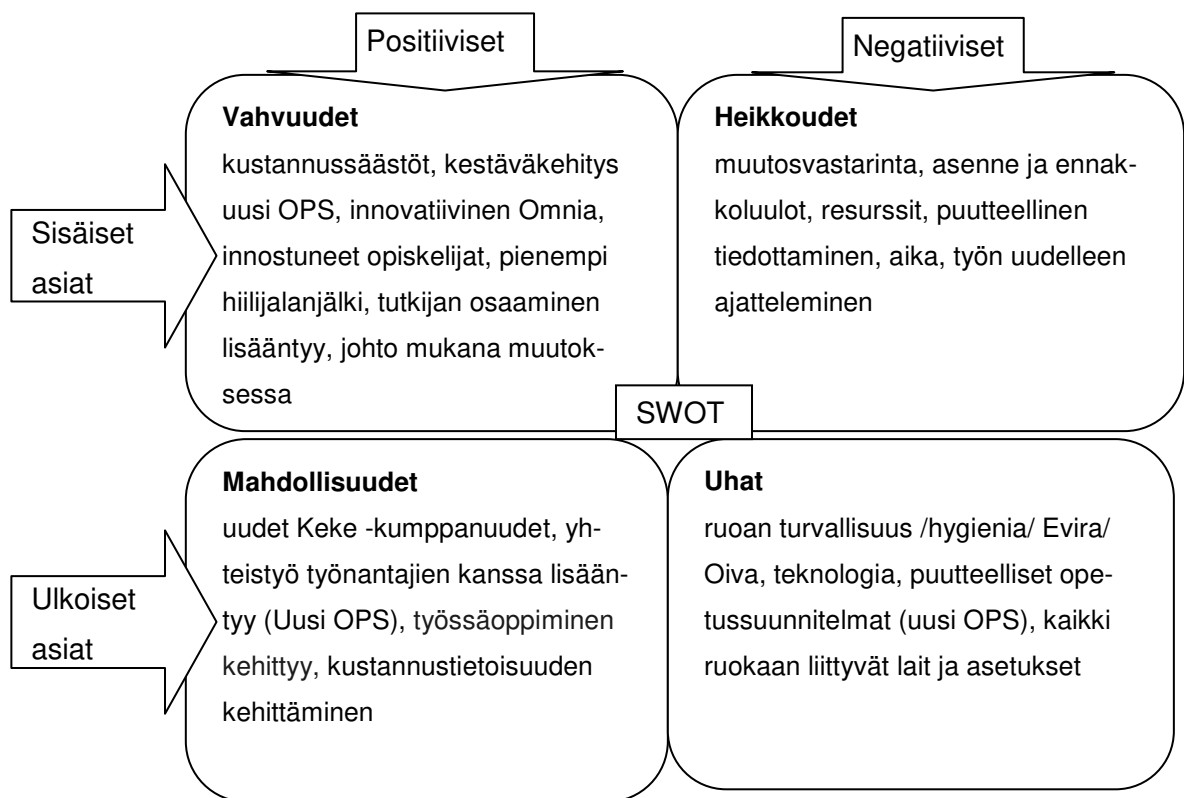 Positiiviset
Negatiiviset
Sisäiset
asiat
Vahvuudet
kustannussäästöt, kestäväkehitys
uusi OPS, innovatiivinen Omnia,
innostuneet opiskelijat, pienempi
hiilijalanjälki, tutkijan osaaminen
lisääntyy, johto mukana muutok-
sessa
Heikkoudet
muutosvastarinta, asenne ja ennak-
koluulot, resurssit, puutteellinen
tiedottaminen, aika, työn uudelleen
ajatteleminen
SWOT
Ulkoiset
asiat
Mahdollisuudet
uudet Keke -kumppanuudet, yh-
teistyö työnantajien kanssa lisään-
tyy (Uusi OPS), työssäoppiminen
kehittyy, kustannustietoisuuden
kehittäminen
Uhat
ruoan turvallisuus /hygienia/ Evira/
Oiva, teknologia, puutteelliset ope-
tussuunnitelmat (uusi OPS), kaikki
ruokaan liittyvät lait ja asetukset